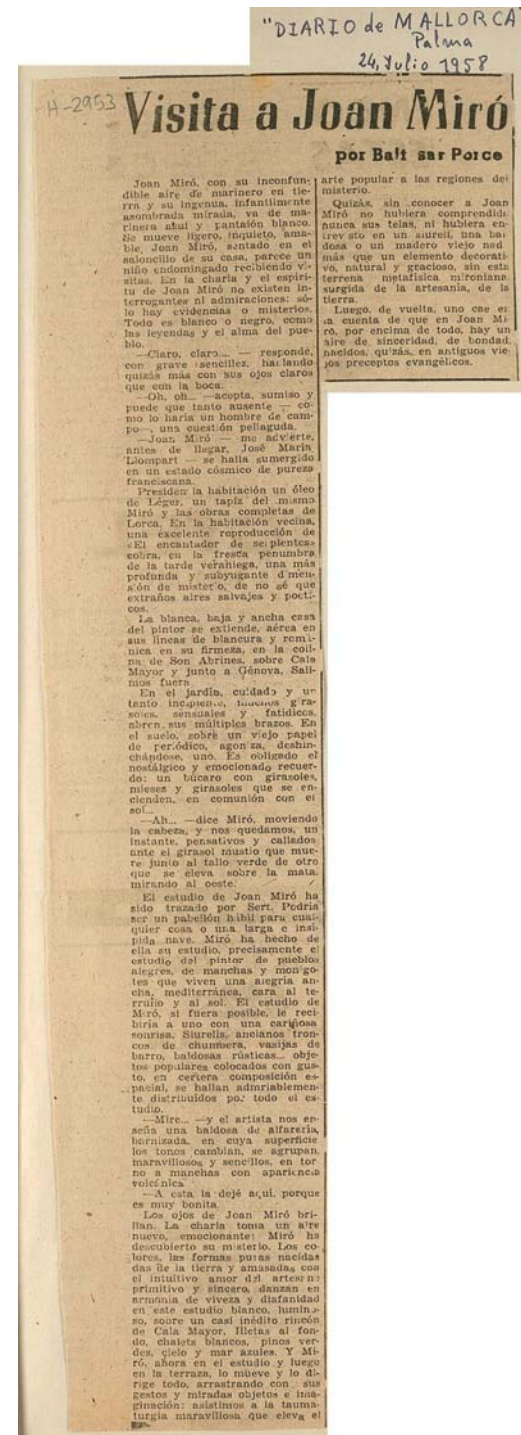 "DIARIO de MALLORCA
Palma
24, Julio 1958
H-2953
Visita a Joan Miró
por Balt sar Porce
Joan Miró, con su inconfun-
dible aire de marinero en tie-
rra y su ingenua, infantilmente
asombrada mirada, va de ma-
rinera azul y pantalón blanco.
Se mueve ligero, inquieto, ama-
ble, Joan Miró, sentado en el
saloncillo de su casa, parece un
niño endomingado recibiendo vi-
sitas. En la charla y el espíri-
tu de Joan Miró no existen in-
terrogantes ni admiraciones: só-
lo hay evidencias o misterios.
Todo es blanco o negro, como
las leyendas y el alma del pue-
blo.
—Claro, claro... — responde,
con grave sencillez, hablando
quizás más con sus ojos claros
que con la boca.
—Oh, oh... —acepta, sumiso y
puede que tanto ausente — co-
mo lo haría un hombre de cam-
po—, una cuestión peliaguda.
—Joan Miró — me advierte,
antes de llegar, José María
Llompart — se halla sumergido
en un estado cósmico de pureza
franciscana.
Presiden la habitación un óleo
de Léger, un tapiz del mismo
Miró y las obras completas de
Lorca. En la habitación vecina,
una excelente reproducción de
«El encantador de serpientes»
cobra, en la fresca penumbra
de la tarde veraniega, una más
profunda y subyugante dimen-
sión de misterio, de no sé que
extraños aires salvajes y poéti-
cos.
La blanca, baja y ancha casa
del pintor se extiende, aérea en
sus líneas de blancura y romá-
nica en su firmeza, en la coli-
na de Son Abrines, sobre Cala
Mayor y junto a Génova. Sali-
mos fuera
En el jardín, cuidado y un
tanto incipiente, muchos gira-
soles, sensuales y fatídicos,
abren sus múltiples brazos. En
el suelo, sobre un viejo papel
de periódico, agoniza, deshin-
chándose, uno. Es obligado el
nostálgico y emocionado recuer-
do: un búcaro con girasoles,
mieses y girasoles que se en-
cienden, en comunión con el
sol...
—Ah... —dice Miró, moviendo
la cabeza, y nos quedamos, un
instante, pensativos y callados
ante el girasol mustio que mue-
re junio al tallo verde de otro
que se eleva sobre la mata,
mirando al oeste.
El estudio de Joan Miró ha
sido trazado por Sert. Podría
ser un pabellón hábil para cual-
quier cosa o una larga e insí-
pida nave. Miró ha hecho de
ella su estudio, precisamente el
estudio del pintor de pueblos
alegres, de manchas y monigo-
tes que viven una alegría an-
cha, mediterránea, cara al te-
rruño y al sol. El estudio de
Miró, si fuera posible, le reci-
biría a uno con una cariñosa
sonrisa. Siurells, ancianos tron-
cos de chumbera, vasijas de
barro, baldosas rústicas... obje-
tos populares colocados con gus-
to, en certera composición es-
pacial, se hallan admriablemen-
te distribuídos por todo el es-
tudio.
—Mire... —y el artista nos en-
seña una baldosa de alfarería,
barnizada, en cuya superficie
los tonos cambian, se agrupan,
maravillosos y sencillos, en tor-
no a manchas con apariencia
volcánica
—A esta la dejé aquí, porque
es muy bonita.
Los ojos de Joan Miró bri-
llan. La charla toma un aire
nuevo, emocionante: Miró ha
descubierto su misterio. Los co-
lores, las formas puras nacidas
das de la tierra y amasadas con
el intuitivo amor del artesano
primitivo y sincero, danzan en
armonía de viveza y diafanidad
en este estudio blanco, lumino-
so, sobre un casi inédito rincón
de Cala Mayor. Illetas al fon-
do, chalets blancos, pinos ver-
des, cielo y mar azules. Y Mi-
ró, ahora en el estudio y luego
en la terraza, lo mueve y lo di-
rige todo, arrastrando con sus
gestos y miradas objetos e ima-
ginación: asistimos a la tauma-
turgia maravillosa que eleva el
arte popular a las regiones del
misterio.
Quizás, sin conocer a Joan
Miró no hubiera comprendido
nunca sus telas, ni hubiera en-
trevisto en un siurell, una bal-
dosa o un madero viejo nad
más que un elemento decorati-
vo, natural y gracioso, sin esta
terrena metafísica mironiana
surgida de la artesanía, de la
tierra.
Luego, de vuelta, uno cae en
la cuenta de que en Joan Mi-
ró, por encima de todo, hay un
aire de sinceridad, de bondad,
nacidos, quizás, en antiguos vie-
jos preceptos evangélicos.